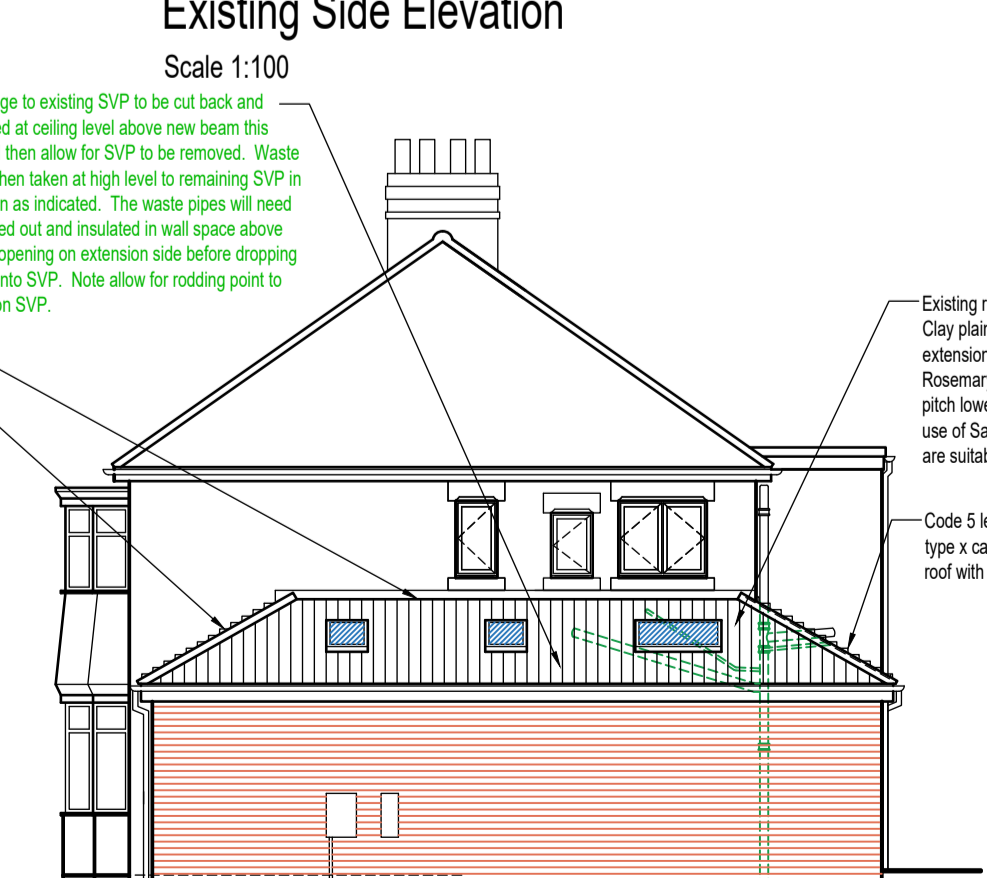 Existing Side Elevation
Scale 1:100
ge to existing SVP to be cut back and
ed at ceiling level above new beam this
then allow for SVP to be removed. Waste
then taken at high level to remaining SVP in
n as indicated. The waste pipes will need
ed out and insulated in wall space above
opening on extension side before dropping
nto SVP. Note allow for rodding point to
on SVP.
Existing r
Clay plain
extension
Rosemary
pitch lowe
use of Sa
are suitab
Code 5 le
type x ca
roof with